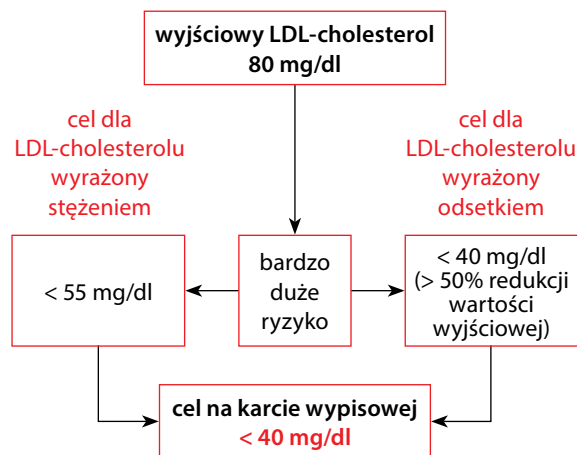 wyjściowy LDL-cholesterol
80 mg/dl
cel dla
LDL-cholesterolu
wyrażony
stężeniem
cel dla
LDL-cholesterolu
wyrażony
odsetkiem
< 55 mg/dl
bardzo
duże
ryzyko
< 40 mg/dl
(> 50% redukcji
wartości
wyjściowej)
cel na karcie wypisowej
< 40 mg/dl